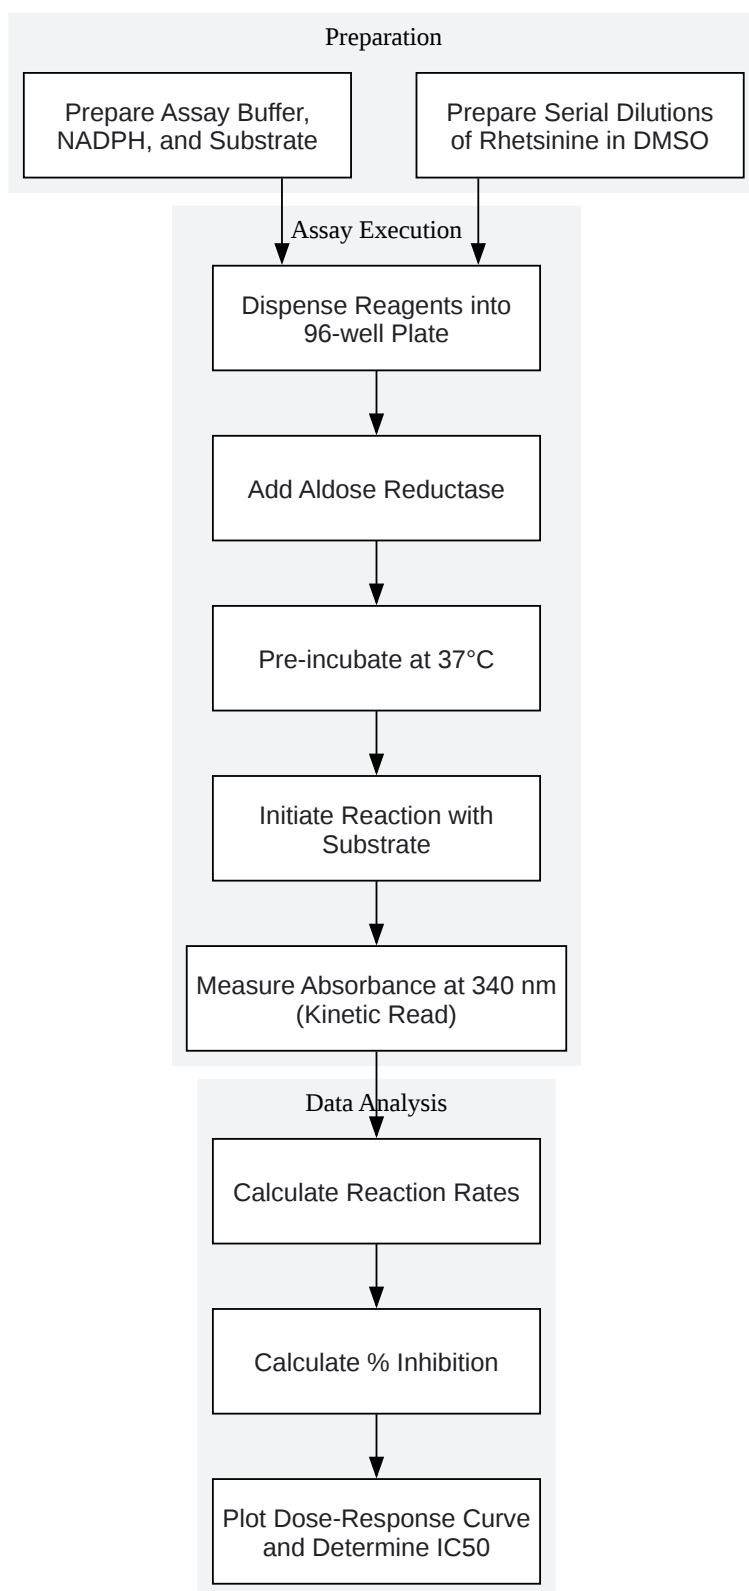 Preparation
Prepare Assay Buffer,
NADPH, and Substrate
Prepare Serial Dilutions
of Rhetsinine in DMSO
Assay Execution
Dispense Reagents into
96-well Plate
Add Aldose Reductase
Pre-incubate at 37°C
Initiate Reaction with
Substrate
Measure Absorbance at 340 nm
(Kinetic Read)
Data Analysis
Calculate Reaction Rates
Calculate % Inhibition
Plot Dose-Response Curve
and Determine IC50